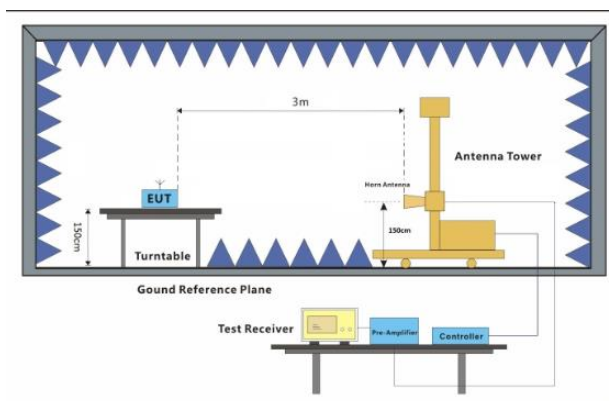 3m
Antenna Tower
Horn Antenna
EUT
150cm
150cm
Turntable
Gound Reference Plane
Test Receiver
Pre-Amplifier
Controller